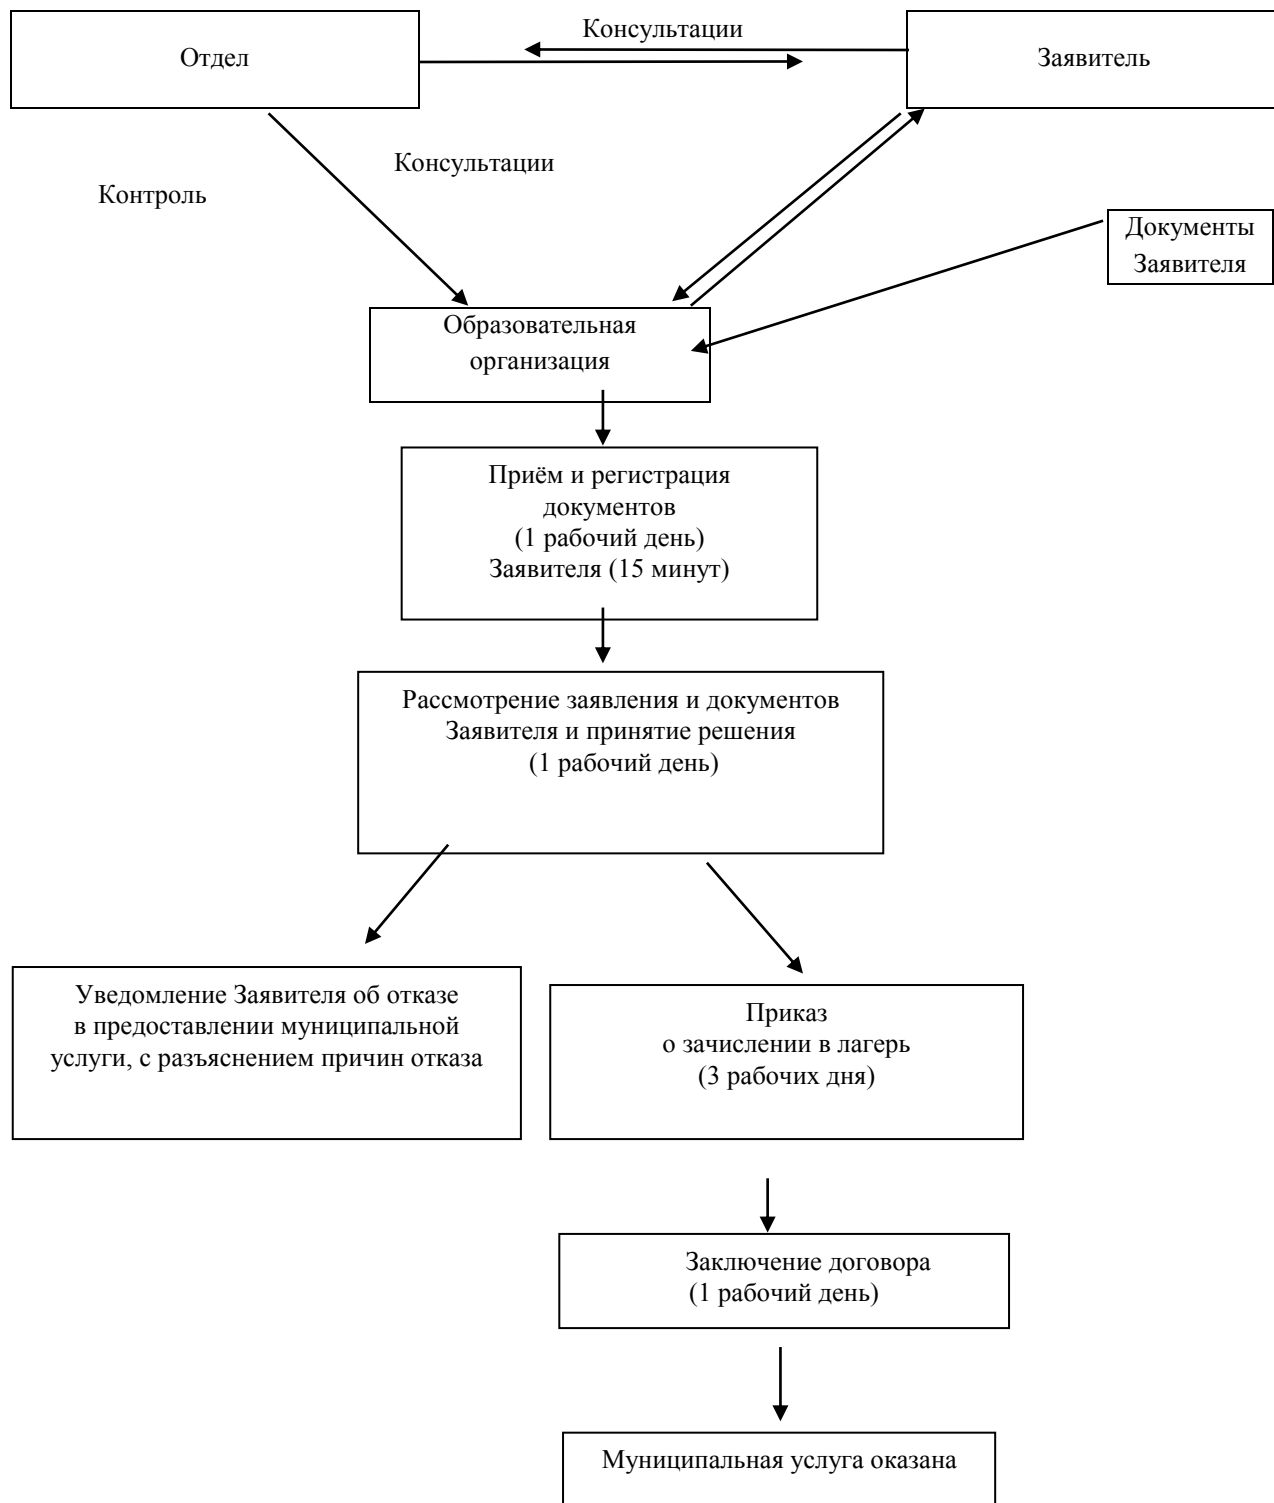 Консультации
Отдел
Заявитель
Консультации
Контроль
Документы
Заявителя
Образовательная
организация
Приём и регистрация
документов
(1 рабочий день)
Заявителя (15 минут)
Рассмотрение заявления и документов
Заявителя и принятие решения
(1 рабочий день)
Уведомление Заявителя об отказе
в предоставлении муниципальной
услуги, с разъяснением причин отказа
Приказ
о зачислении в лагерь
(3 рабочих дня)
Заключение договора
(1 рабочий день)
Муниципальная услуга оказана